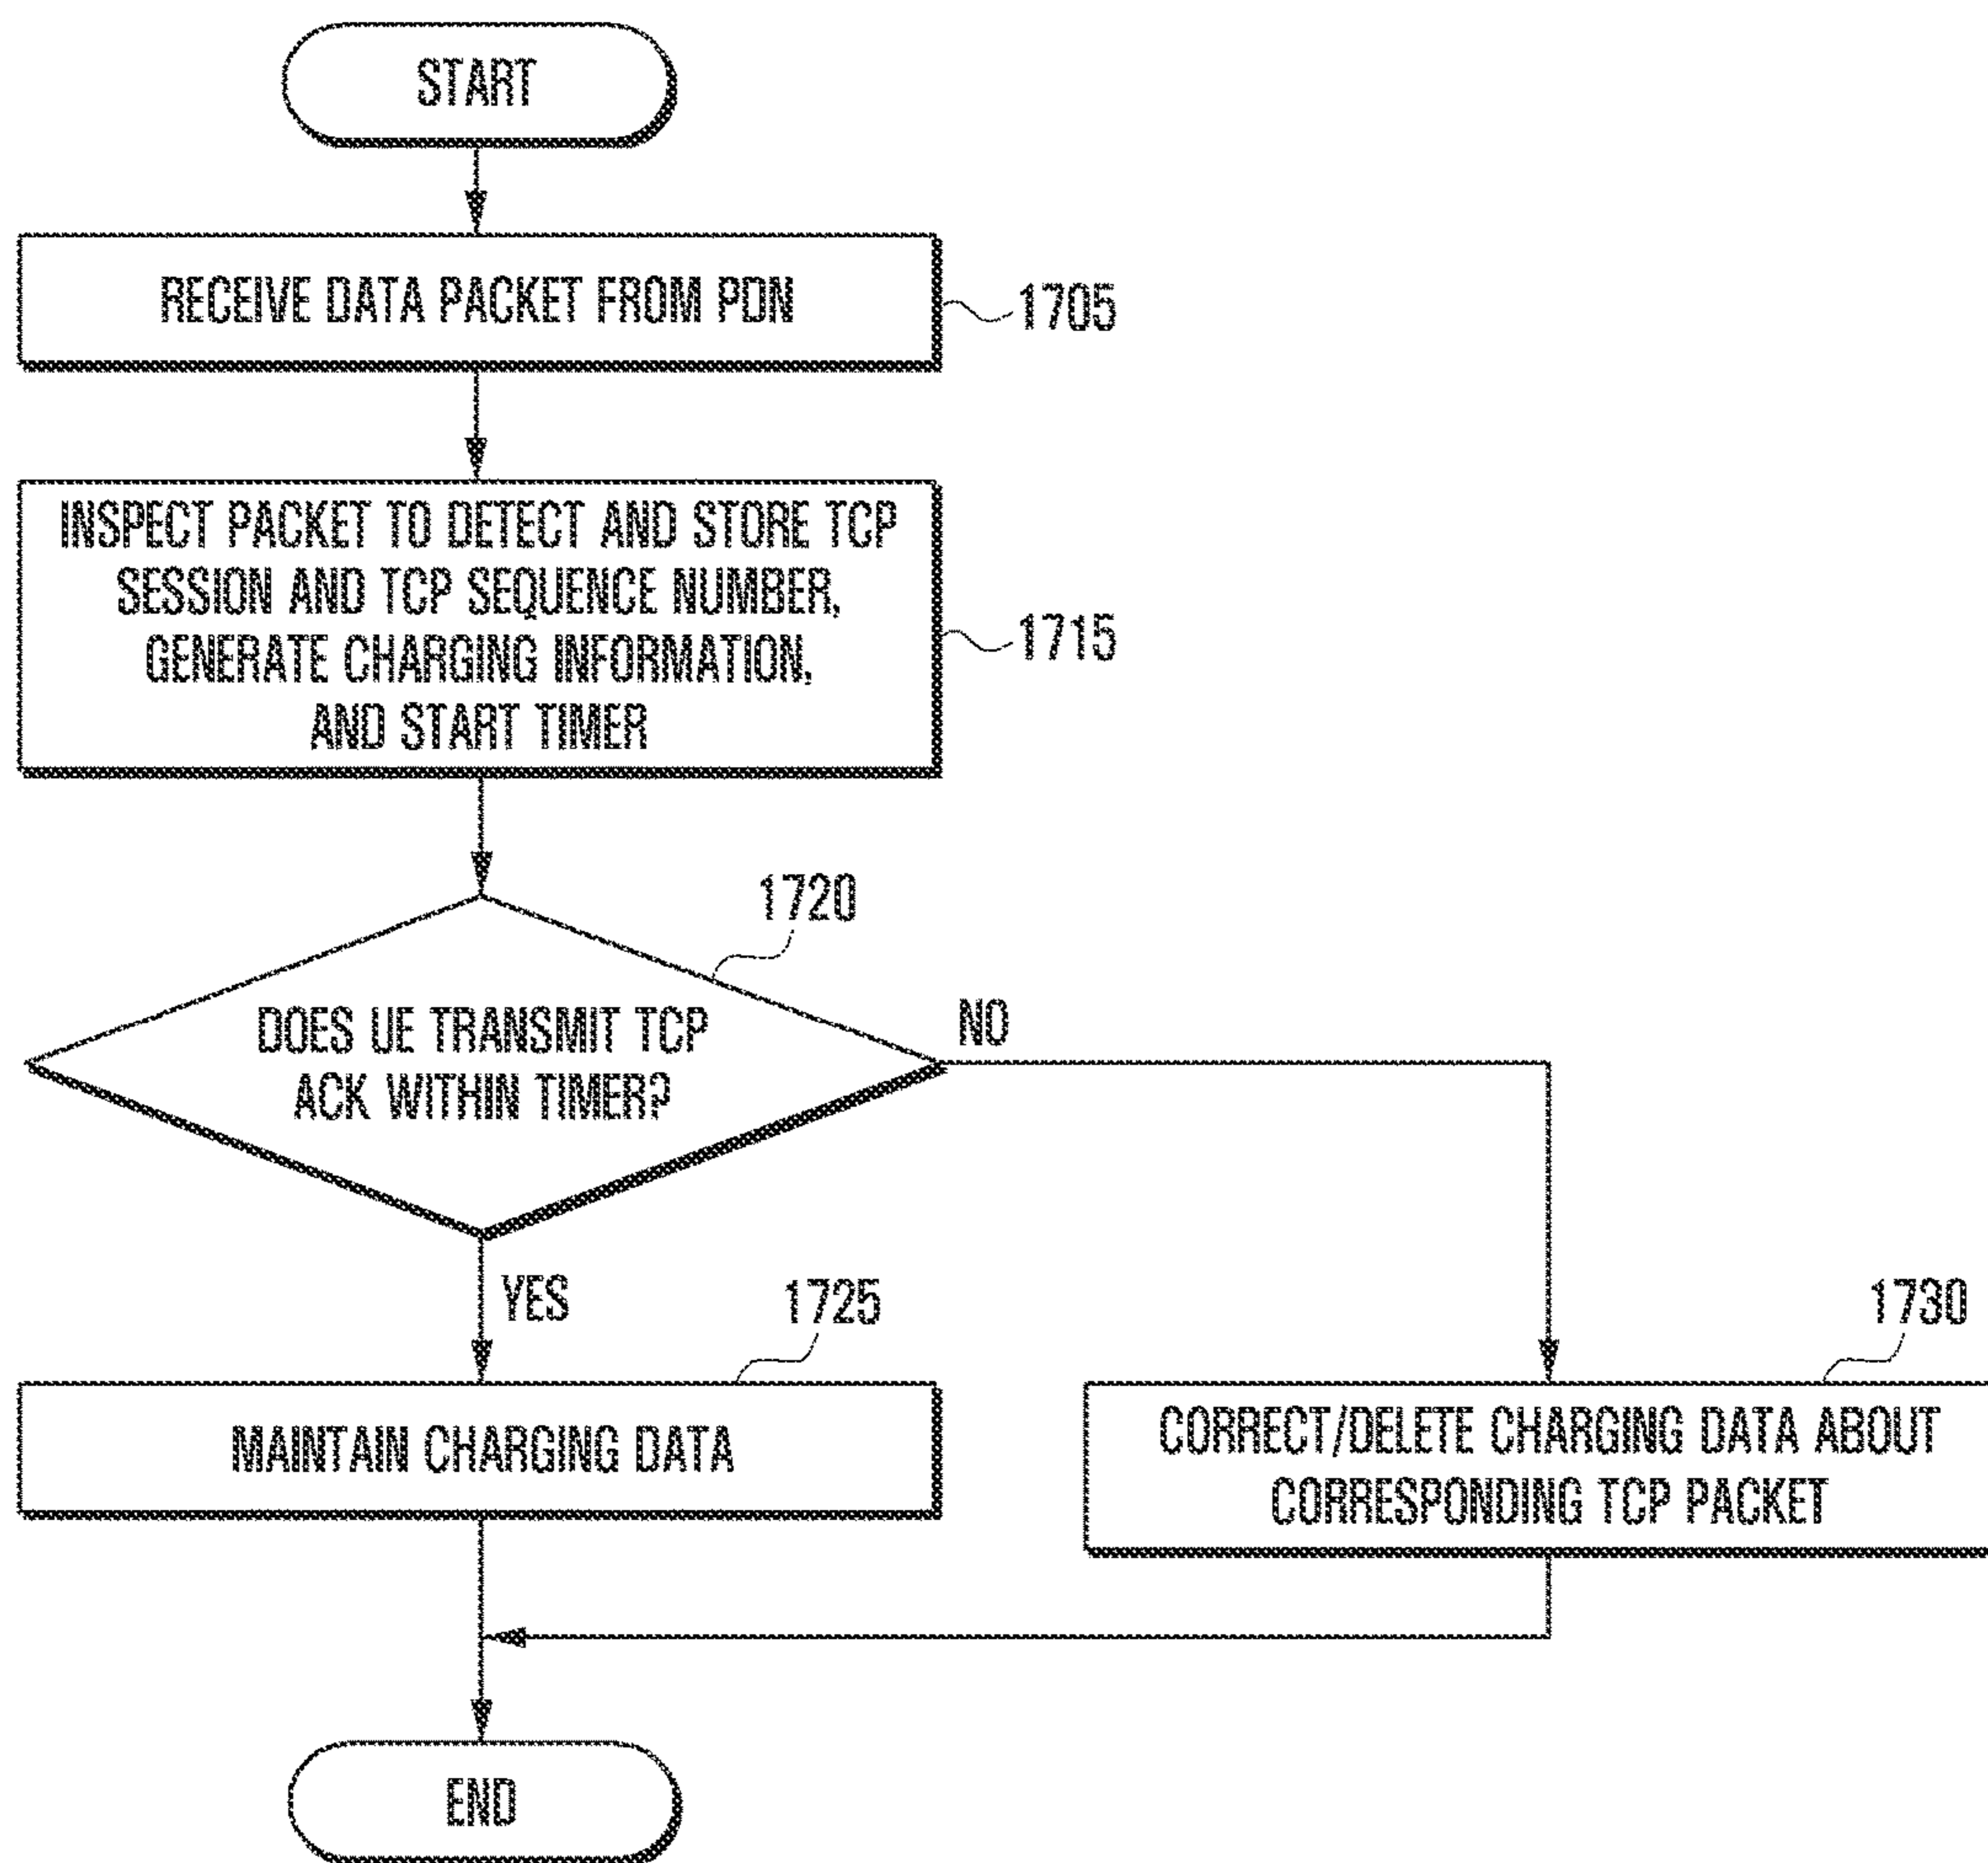 START
RECEIVE DATA PACKET FROM PDN
1705
INSPECT PACKET TO DETECT AND STORE TCP
SESSION AND TCP SEQUENCE NUMBER,
GENERATE CHARGING INFORMATION,
AND START TIMER
1715
1720
DOES UE TRANSMIT TCP
ACK WITHIN TIMER?
NO
YES
1725
MAINTAIN CHARGING DATA
1730
CORRECT/DELETE CHARGING DATA ABOUT
CORRESPONDING TCP PACKET
END